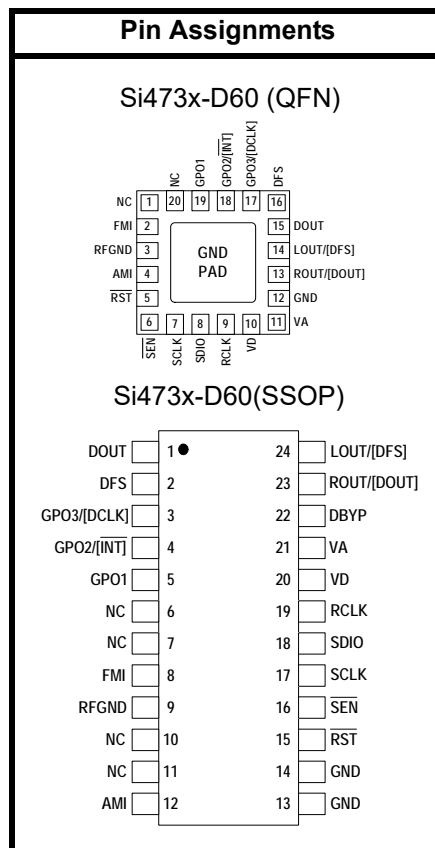 Pin Assignments
Si473x-D60 (QFN)
NC
GPO1
GPO2/[INT]
GPO3/[DCLK]
DFS
NC 1 20 19 18 17 16
FMI 2 15 DOUT
RFGND 3 GND 14 LOUT/[DFS]
AMI 4 PAD 13 ROUT/[DOUT]
RST 5 12 GND
6 7 8 9 10 11 VA
SEN
SCLK
SDIO
RCLK
VD
Si473x-D60(SSOP)
DOUT 1 24 LOUT/[DFS]
DFS 2 23 ROUT/[DOUT]
GPO3/[DCLK] 3 22 DBYP
GPO2/[INT] 4 21 VA
GPO1 5 20 VD
NC 6 19 RCLK
NC 7 18 SDIO
FMI 8 17 SCLK
RFGND 9 16 SEN
NC 10 15 RST
NC 11 14 GND
AMI 12 13 GND